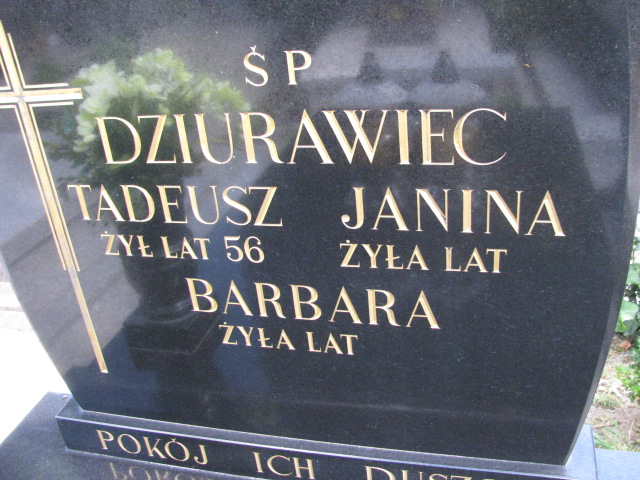 ŚP
DZIURAWIEC
TADEUSZ JANINA
ŻYŁ LAT 56 ŻYŁA LAT
BARBARA
ŻYŁA LAT
POKÓJ ICH